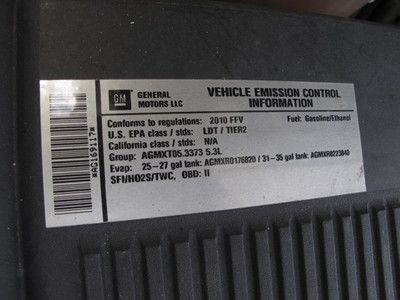 GM
GENERAL MOTORS LLC
VEHICLE EMISSION CONTROL INFORMATION
Conforms to regulations: 2010 FFV Fuel: Gasoline/Ethanol
U.S. EPA class / stds: LDT / TIER2
California class / stds: N/A
Group: AGMXT05.3373 5.3L
Evap: 25-27 gal tank: AGMXR0176820 / 31-35 gal tank: AGMXR0223840
SFI/HO2S/TWC, OBD: II
*AG169117*